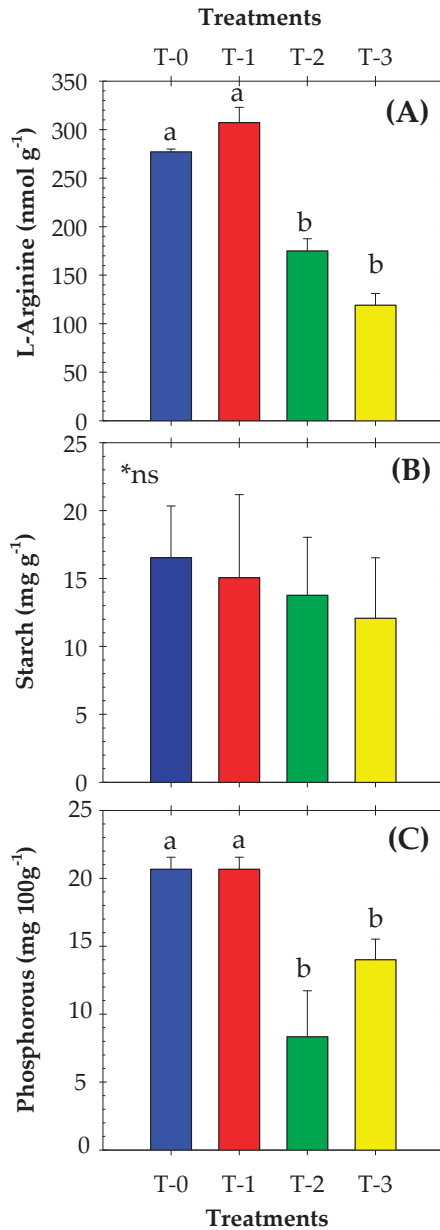 Treatments
T-0 T-1 T-2 T-3
350
300
250
200
150
100
50
0
L-Arginine (nmol g-1)
(A)
a
a
b
b
25
20
15
10
5
0
Starch (mg g-1)
*ns
(B)
25
20
15
10
5
0
Phosphorous (mg 100g-1)
(C)
a
a
b
b
T-0 T-1 T-2 T-3
Treatments